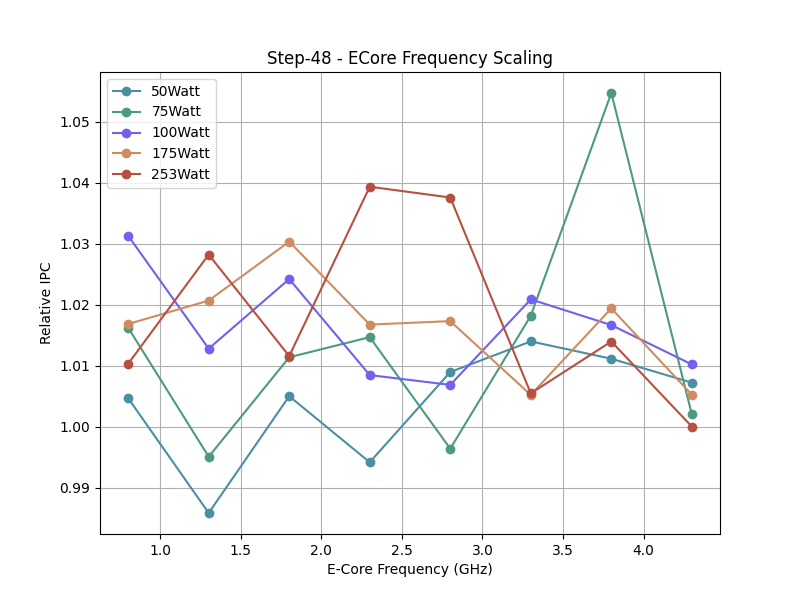 Step-48 - ECore Frequency Scaling
50Watt
75Watt
100Watt
175Watt
253Watt
1.05
1.04
1.03
1.02
1.01
1.00
0.99
Relative IPC
1.0 1.5 2.0 2.5 3.0 3.5 4.0
E-Core Frequency (GHz)